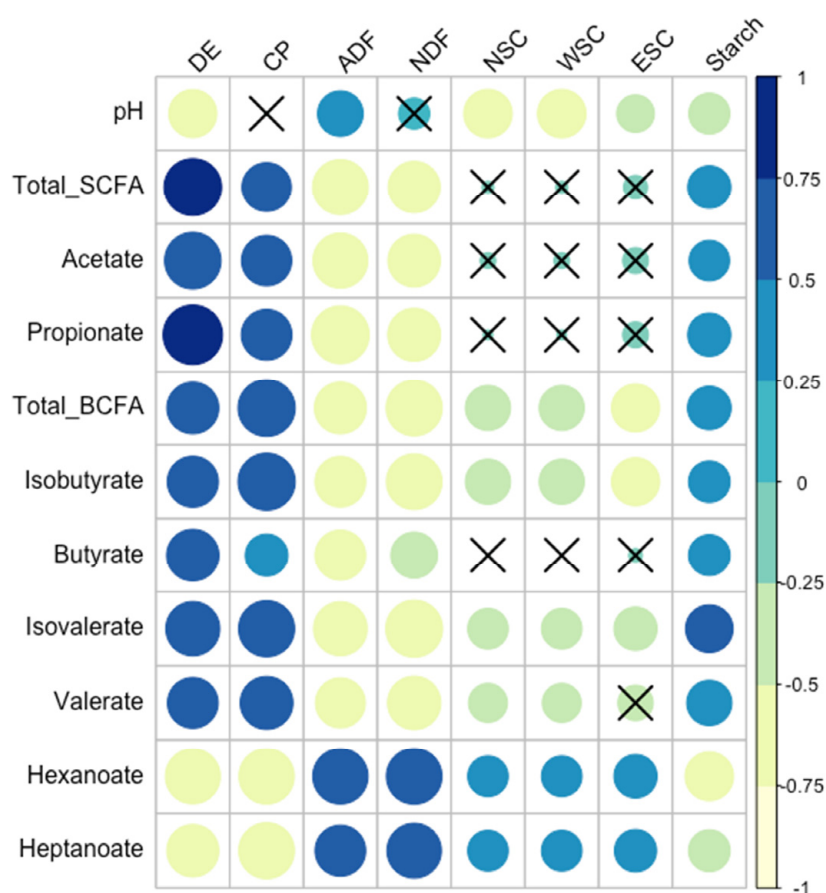 DE CP ADF NDF NSC WSC ESC Starch
pH
Total_SCFA
Acetate
Propionate
Total_BCFA
Isobutyrate
Butyrate
Isovalerate
Valerate
Hexanoate
Heptanoate
1
0.75
0.5
0.25
0
-0.25
-0.5
-0.75
-1